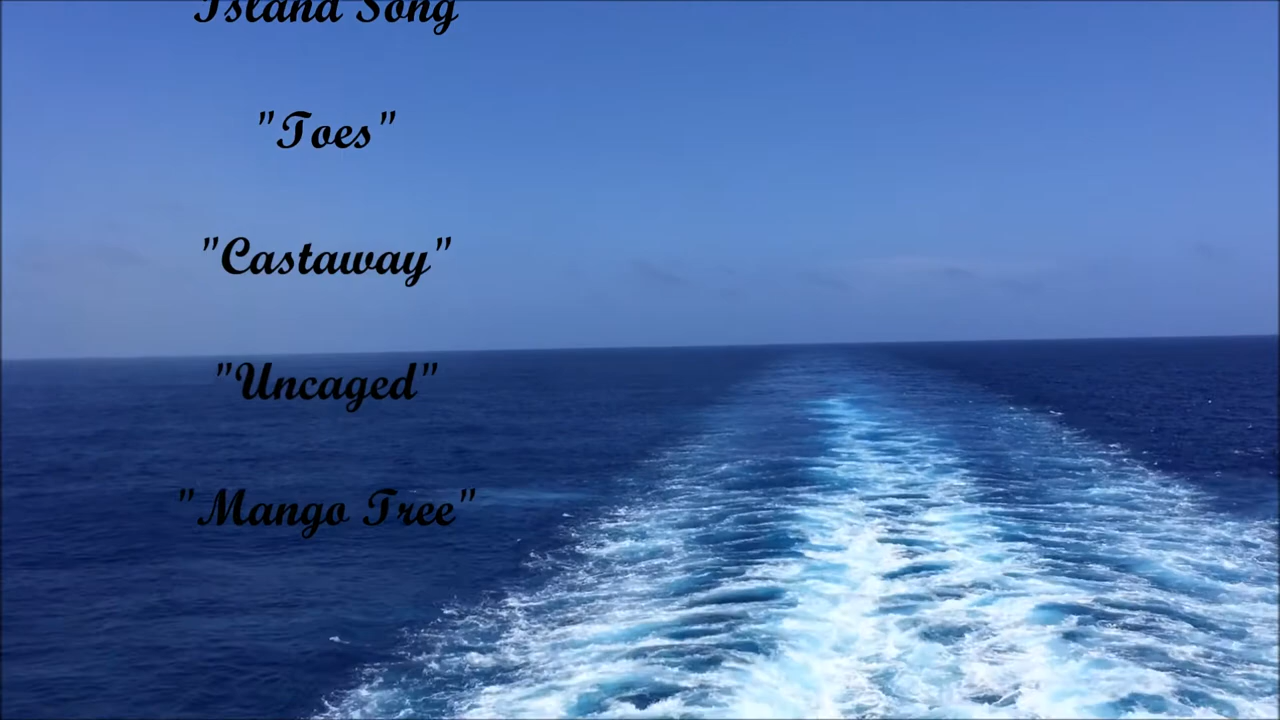 Island Song
"Toes"
"Castaway"
"Uncaged"
"Mango Tree"